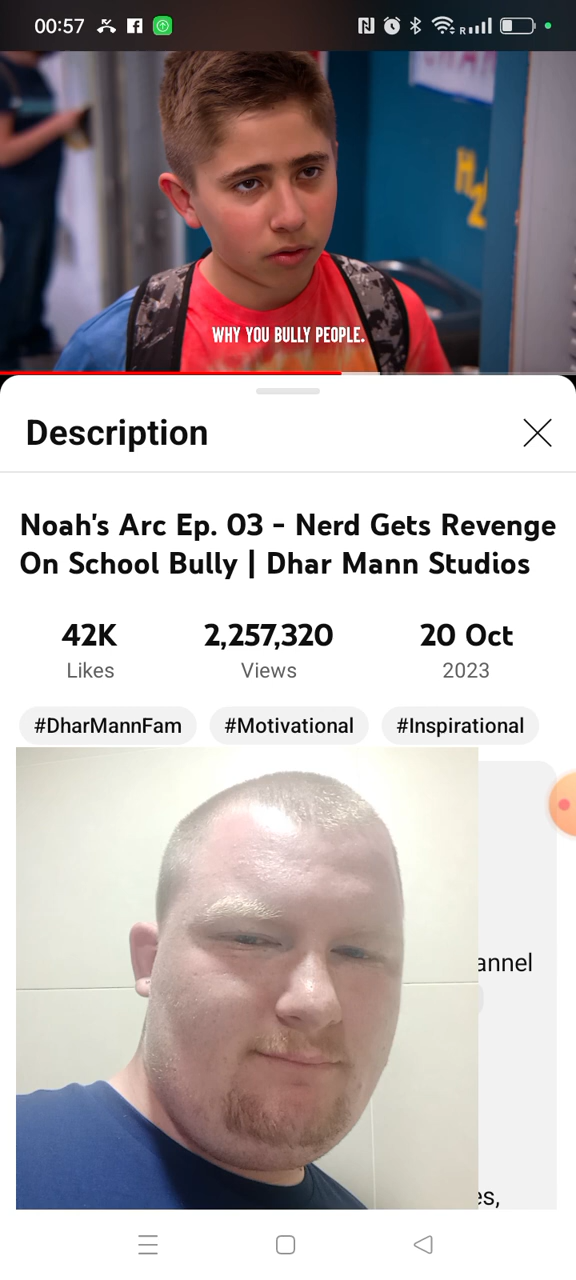 00:57
R
WHY YOU BULLY PEOPLE.
Description
Noah's Arc Ep. 03 - Nerd Gets Revenge
On School Bully | Dhar Mann Studios
42K 2,257,320 20 Oct
Likes Views 2023
#DharMannFam #Motivational #Inspirational
annel
es,